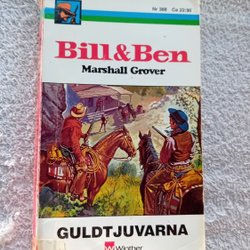 Nr 368 Ca 22:95
Bill & Ben
Marshall Grover
GULDTJUVARNA
Winther